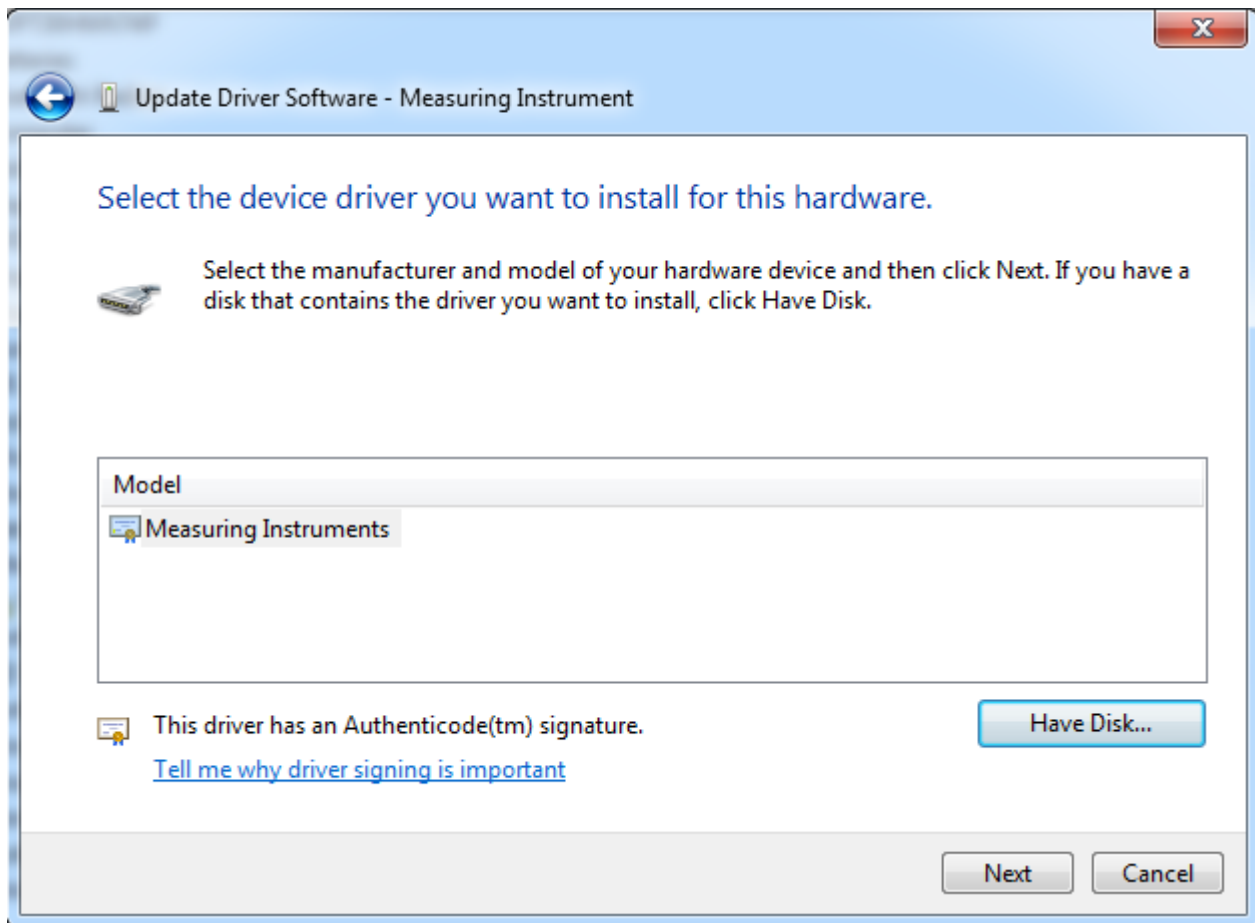 Update Driver Software - Measuring Instrument
Select the device driver you want to install for this hardware.
Select the manufacturer and model of your hardware device and then click Next. If you have a
disk that contains the driver you want to install, click Have Disk.
Model
Measuring Instruments
This driver has an Authenticode(tm) signature.
Have Disk...
Tell me why driver signing is important
Next
Cancel